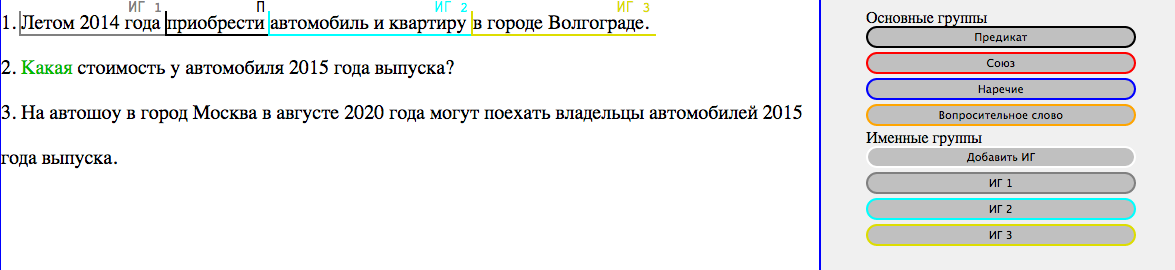 ИГ 1 П ИГ 2 ИГ 3
1. Летом 2014 года приобрести автомобиль и квартиру в городе Волгограде.
2. Какая стоимость у автомобиля 2015 года выпуска?
3. На автошоу в город Москва в августе 2020 года могут поехать владельцы автомобилей 2015
года выпуска.
Основные группы
Предикат
Союз
Наречие
Вопросительное слово
Именные группы
Добавить ИГ
ИГ 1
ИГ 2
ИГ 3